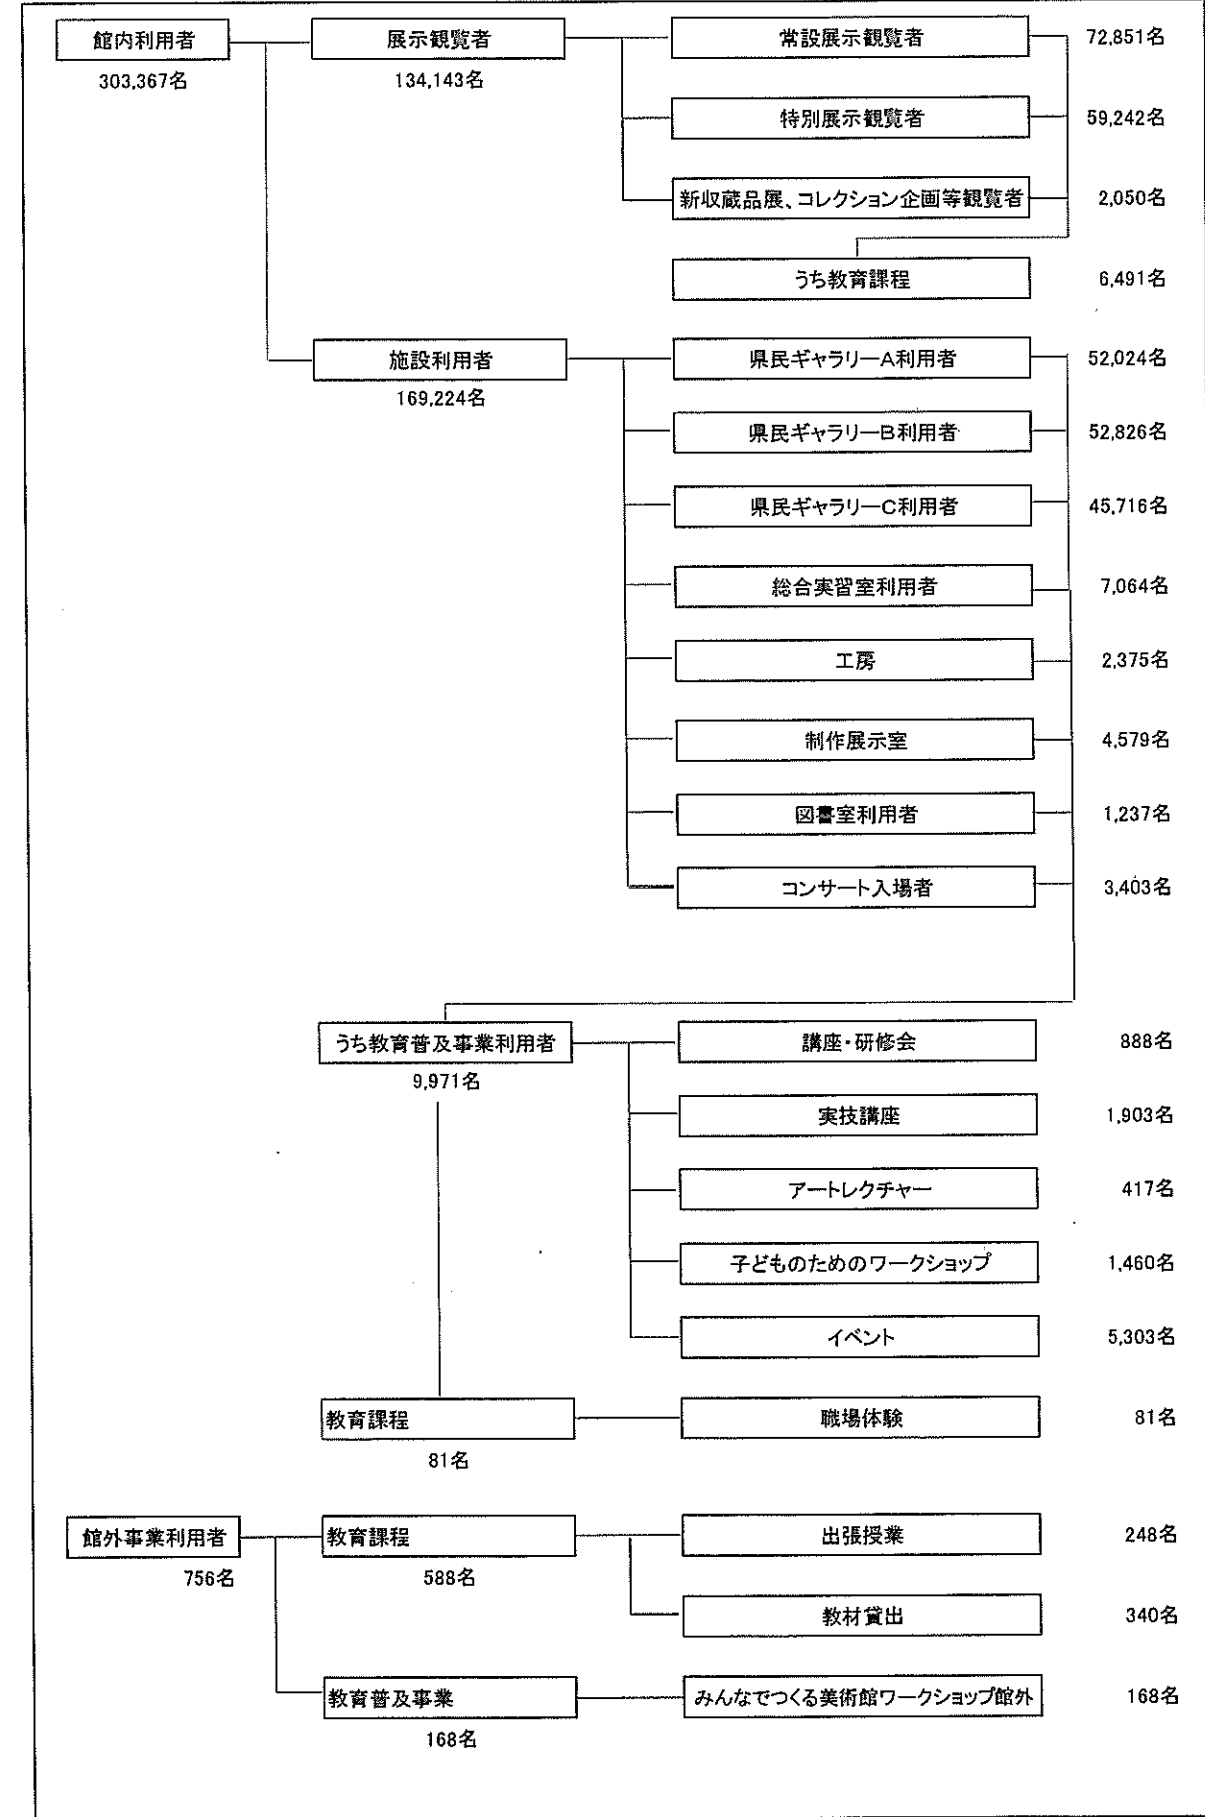 館内利用者 展示観覧者 常設展示観覧者 72,851名
303,367名 134,143名
特別展示観覧者 59,242名
新収蔵品展、コレクション企画等観覧者 2,050名
うち教育課程 6,491名
施設利用者 県民ギャラリーA利用者 52,024名
169,224名
県民ギャラリーB利用者 52,826名
県民ギャラリーC利用者 45,716名
総合実習室利用者 7,064名
工房 2,375名
制作展示室 4,579名
図書室利用者 1,237名
コンサート入場者 3,403名
うち教育普及事業利用者 講座・研修会 888名
9,971名
実技講座 1,903名
アートレクチャー 417名
子どものためのワークショップ 1,460名
イベント 5,303名
教育課程 職場体験 81名
81名
館外事業利用者 教育課程 出張授業 248名
756名 588名
教材貸出 340名
教育普及事業 みんなでつくる美術館ワークショップ館外 168名
168名